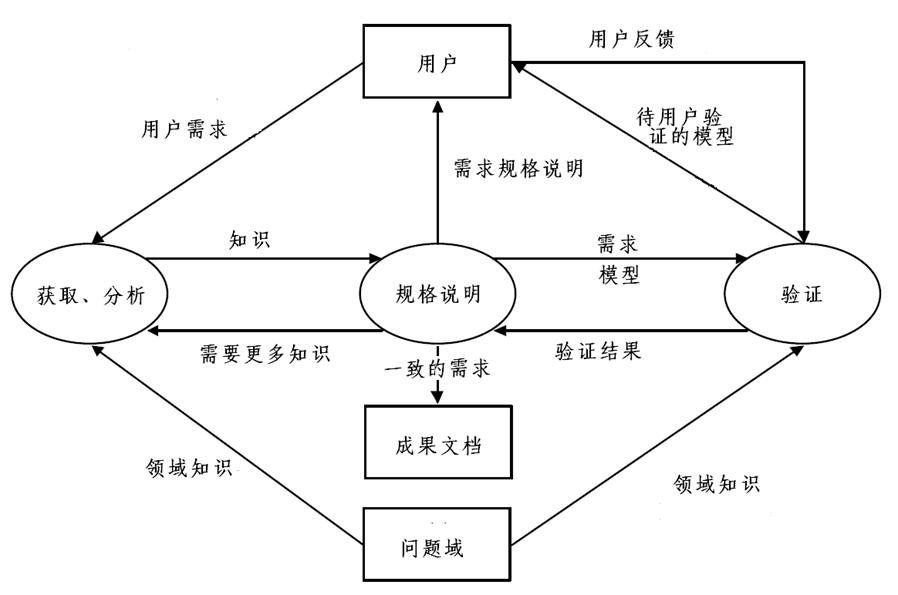 用户反馈
用户
用户需求
待用户验
证的模型
需求规格说明
知识
需求
模型
获取、分析
规格说明
验证
需要更多知识
验证结果
一致的需求
成果文档
领域知识
领域知识
问题域